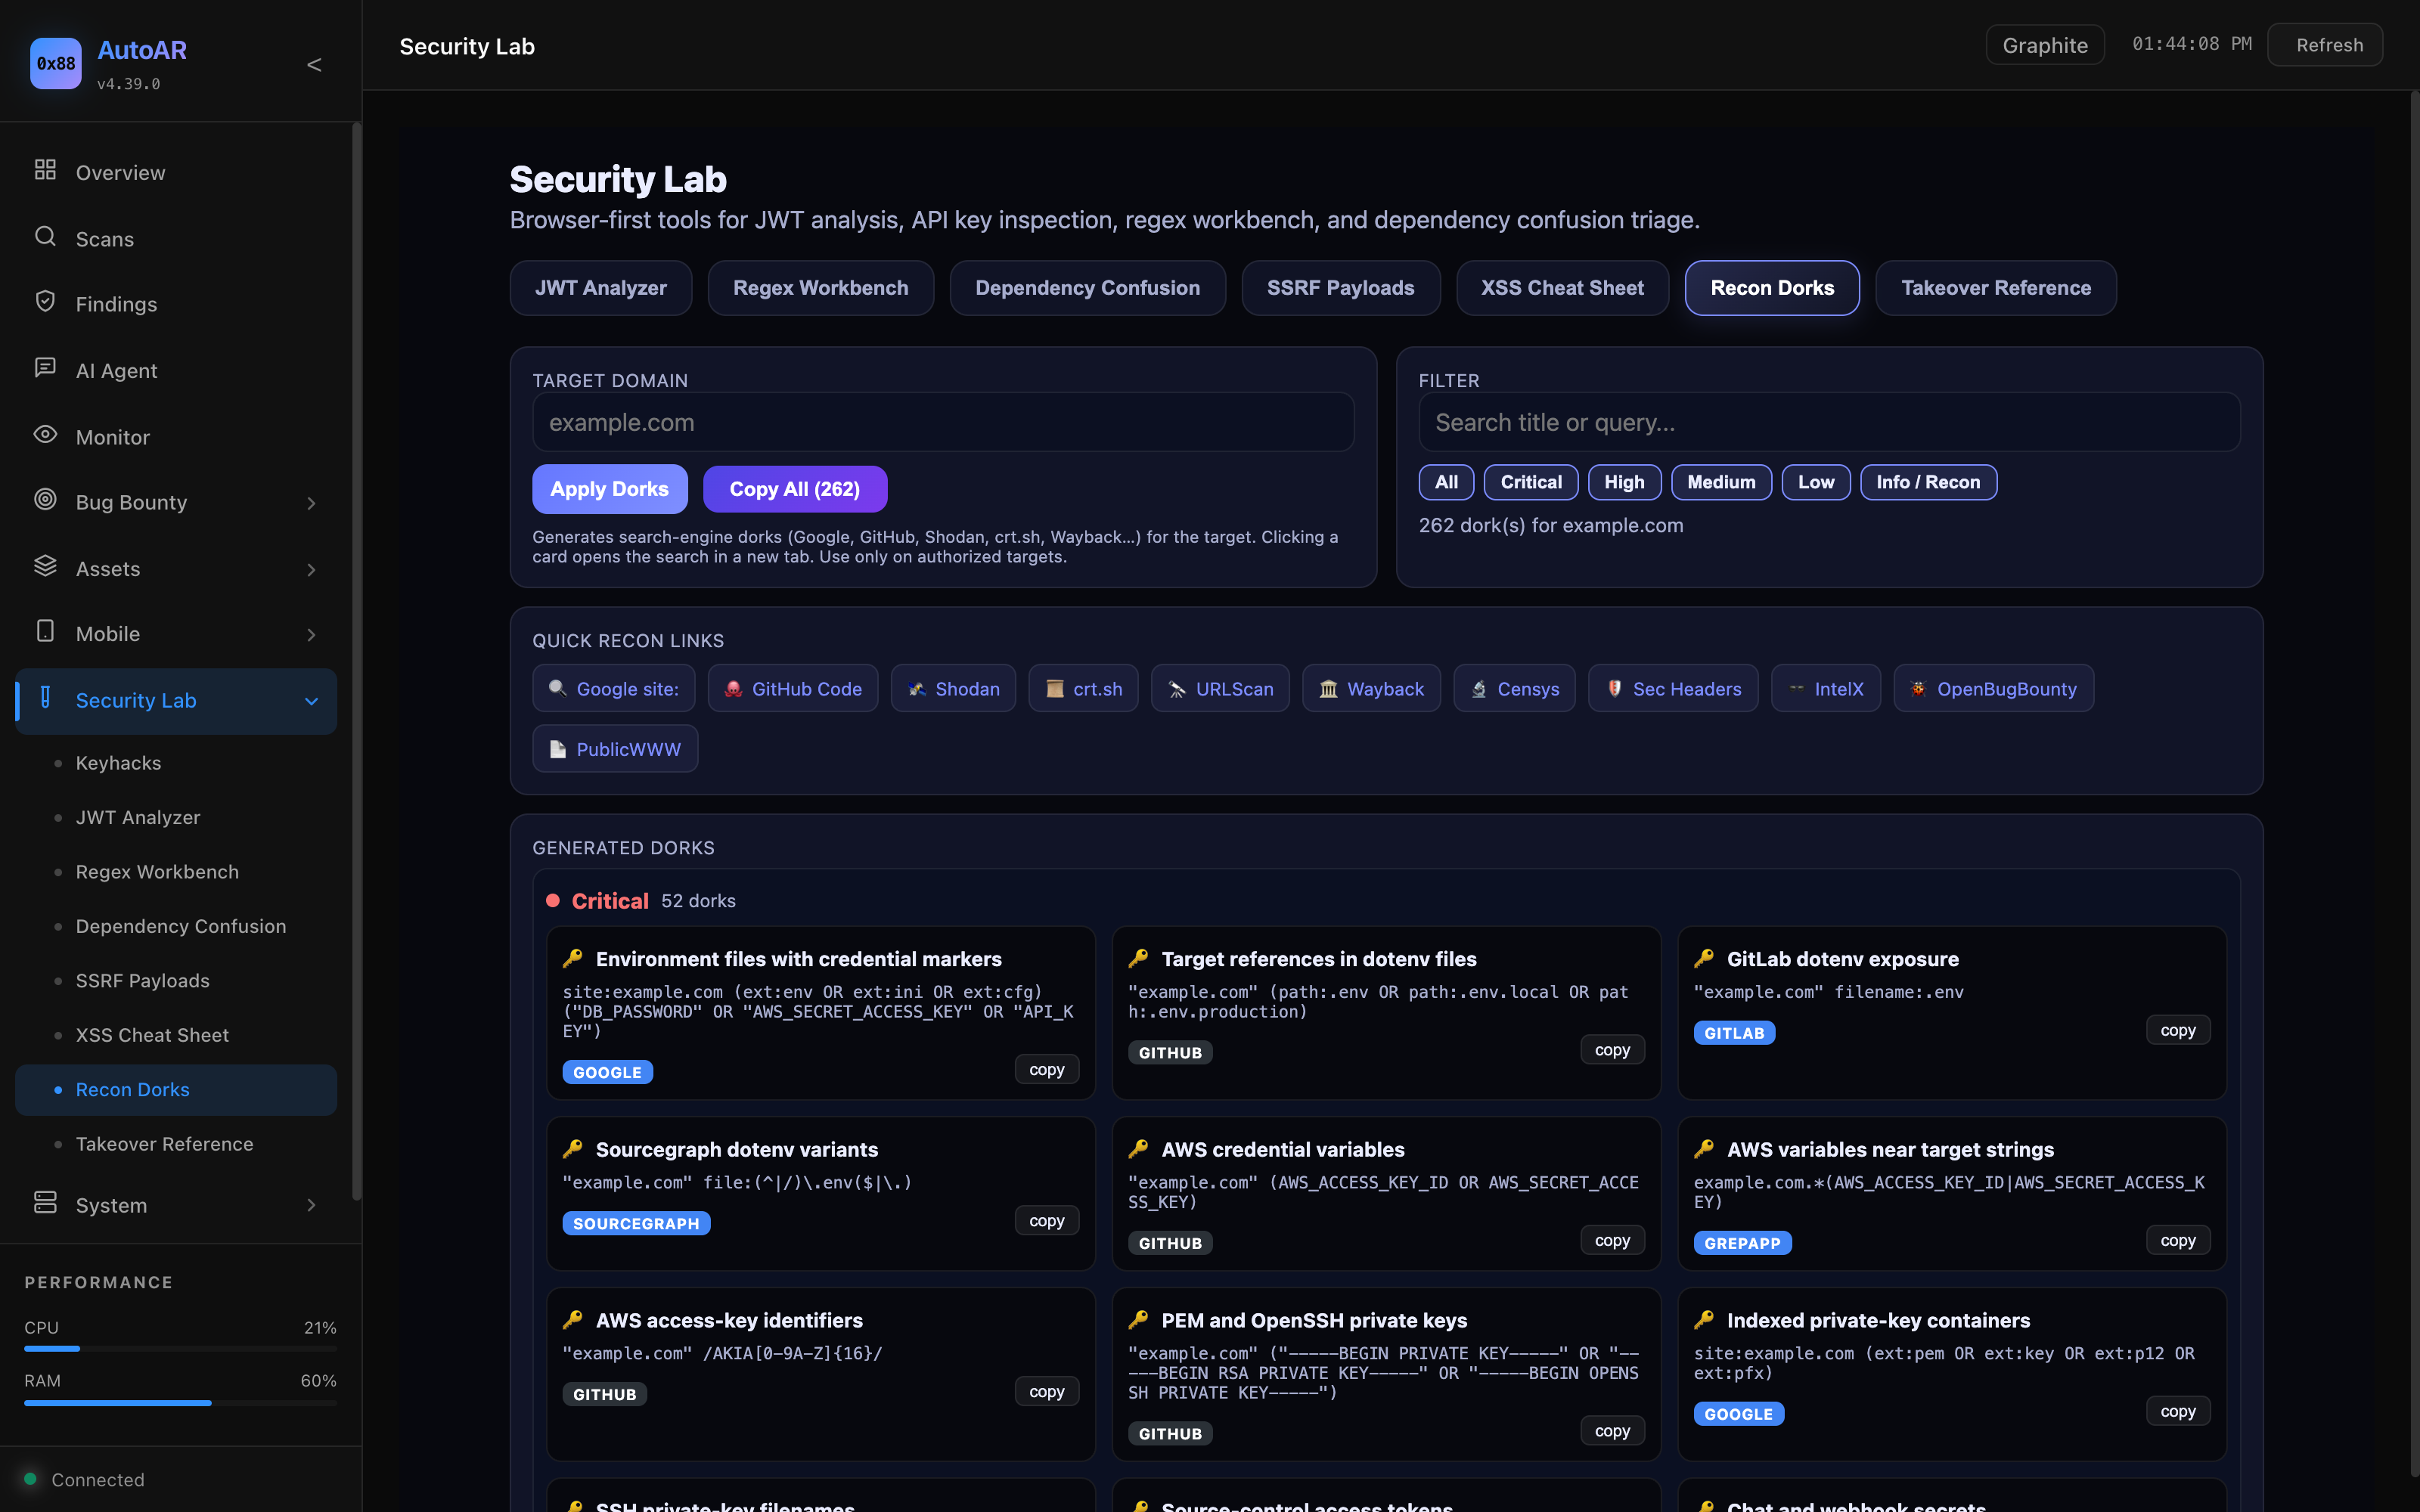 0x88
AutoAR
v4.39.0
<
Overview
Scans
Findings
AI Agent
Monitor
Bug Bounty
Assets
Mobile
Security Lab
Keyhacks
JWT Analyzer
Regex Workbench
Dependency Confusion
SSRF Payloads
XSS Cheat Sheet
Recon Dorks
Takeover Reference
System
PERFORMANCE
CPU 21%
RAM 60%
Connected
Security Lab
Graphite
01:44:08 PM
Refresh
Security Lab
Browser-first tools for JWT analysis, API key inspection, regex workbench, and dependency confusion triage.
JWT Analyzer
Regex Workbench
Dependency Confusion
SSRF Payloads
XSS Cheat Sheet
Recon Dorks
Takeover Reference
TARGET DOMAIN
example.com
Apply Dorks
Copy All (262)
Generates search-engine dorks (Google, GitHub, Shodan, crt.sh, Wayback…) for the target. Clicking a
card opens the search in a new tab. Use only on authorized targets.
FILTER
Search title or query...
All
Critical
High
Medium
Low
Info / Recon
262 dork(s) for example.com
QUICK RECON LINKS
Google site:
GitHub Code
Shodan
crt.sh
URLScan
Wayback
Censys
Sec Headers
IntelX
OpenBugBounty
PublicWWW
GENERATED DORKS
Critical 52 dorks
Environment files with credential markers
site:example.com (ext:env OR ext:ini OR ext:cfg)
("DB_PASSWORD" OR "AWS_SECRET_ACCESS_KEY" OR "API_K
EY")
GOOGLE
copy
Target references in dotenv files
"example.com" (path:.env OR path:.env.local OR pat
h:.env.production)
GITHUB
copy
GitLab dotenv exposure
"example.com" filename:.env
GITLAB
copy
Sourcegraph dotenv variants
"example.com" file:(^|/)\.env($|\.)
SOURCEGRAPH
copy
AWS credential variables
"example.com" (AWS_ACCESS_KEY_ID OR AWS_SECRET_ACCE
SS_KEY)
GITHUB
copy
AWS variables near target strings
example.com.*(AWS_ACCESS_KEY_ID|AWS_SECRET_ACCESS_K
EY)
GREPAPP
copy
AWS access-key identifiers
"example.com" /AKIA[0-9A-Z]{16}/
GITHUB
copy
PEM and OpenSSH private keys
"example.com" ("-----BEGIN PRIVATE KEY-----" OR "--
---BEGIN RSA PRIVATE KEY-----" OR "-----BEGIN OPENS
SH PRIVATE KEY-----")
GITHUB
copy
Indexed private-key containers
site:example.com (ext:pem OR ext:key OR ext:p12 OR
ext:pfx)
GOOGLE
copy
SSH private-key filenames
Source-control access tokens
Chat and webhook secrets